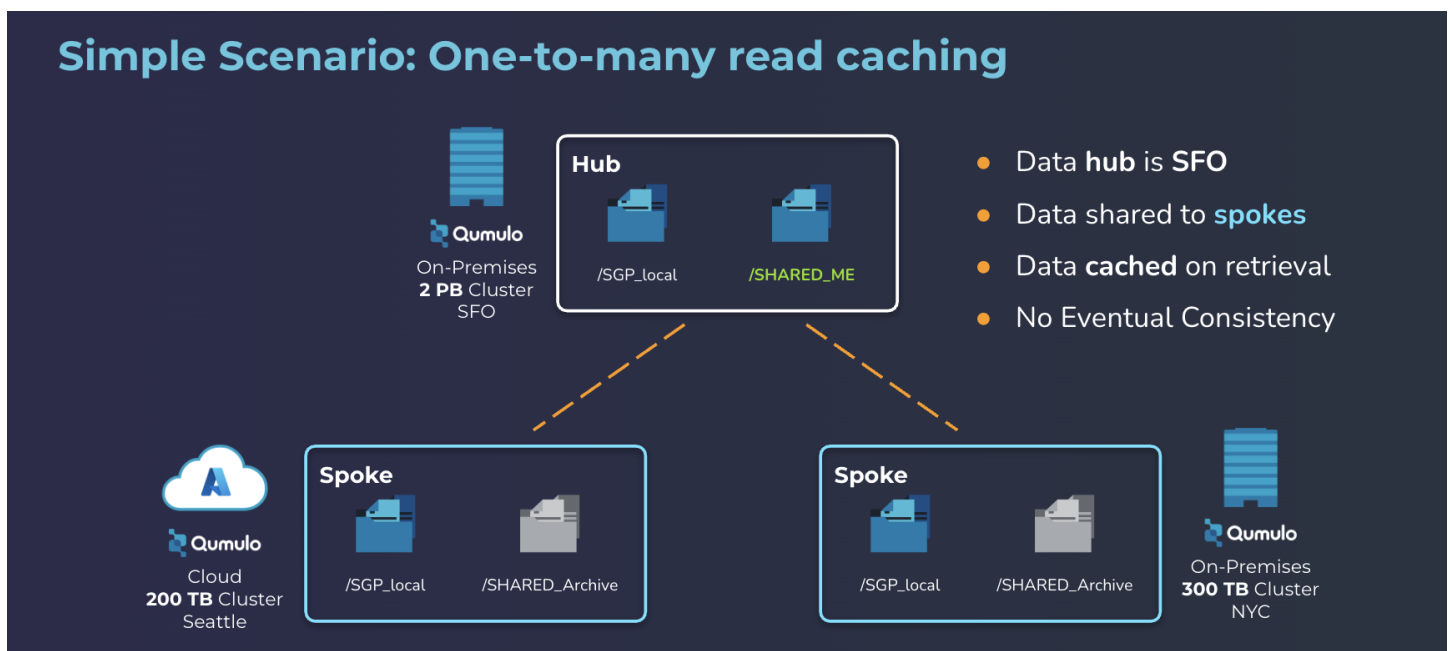 Simple Scenario: One-to-many read caching
Hub
/SGP_local
/SHARED_ME
Qumulo
On-Premises
2 PB Cluster
SFO
Data hub is SFO
Data shared to spokes
Data cached on retrieval
No Eventual Consistency
Qumulo
Cloud
200 TB Cluster
Seattle
Spoke
/SGP_local
/SHARED_Archive
Spoke
/SGP_local
/SHARED_Archive
Qumulo
On-Premises
300 TB Cluster
NYC